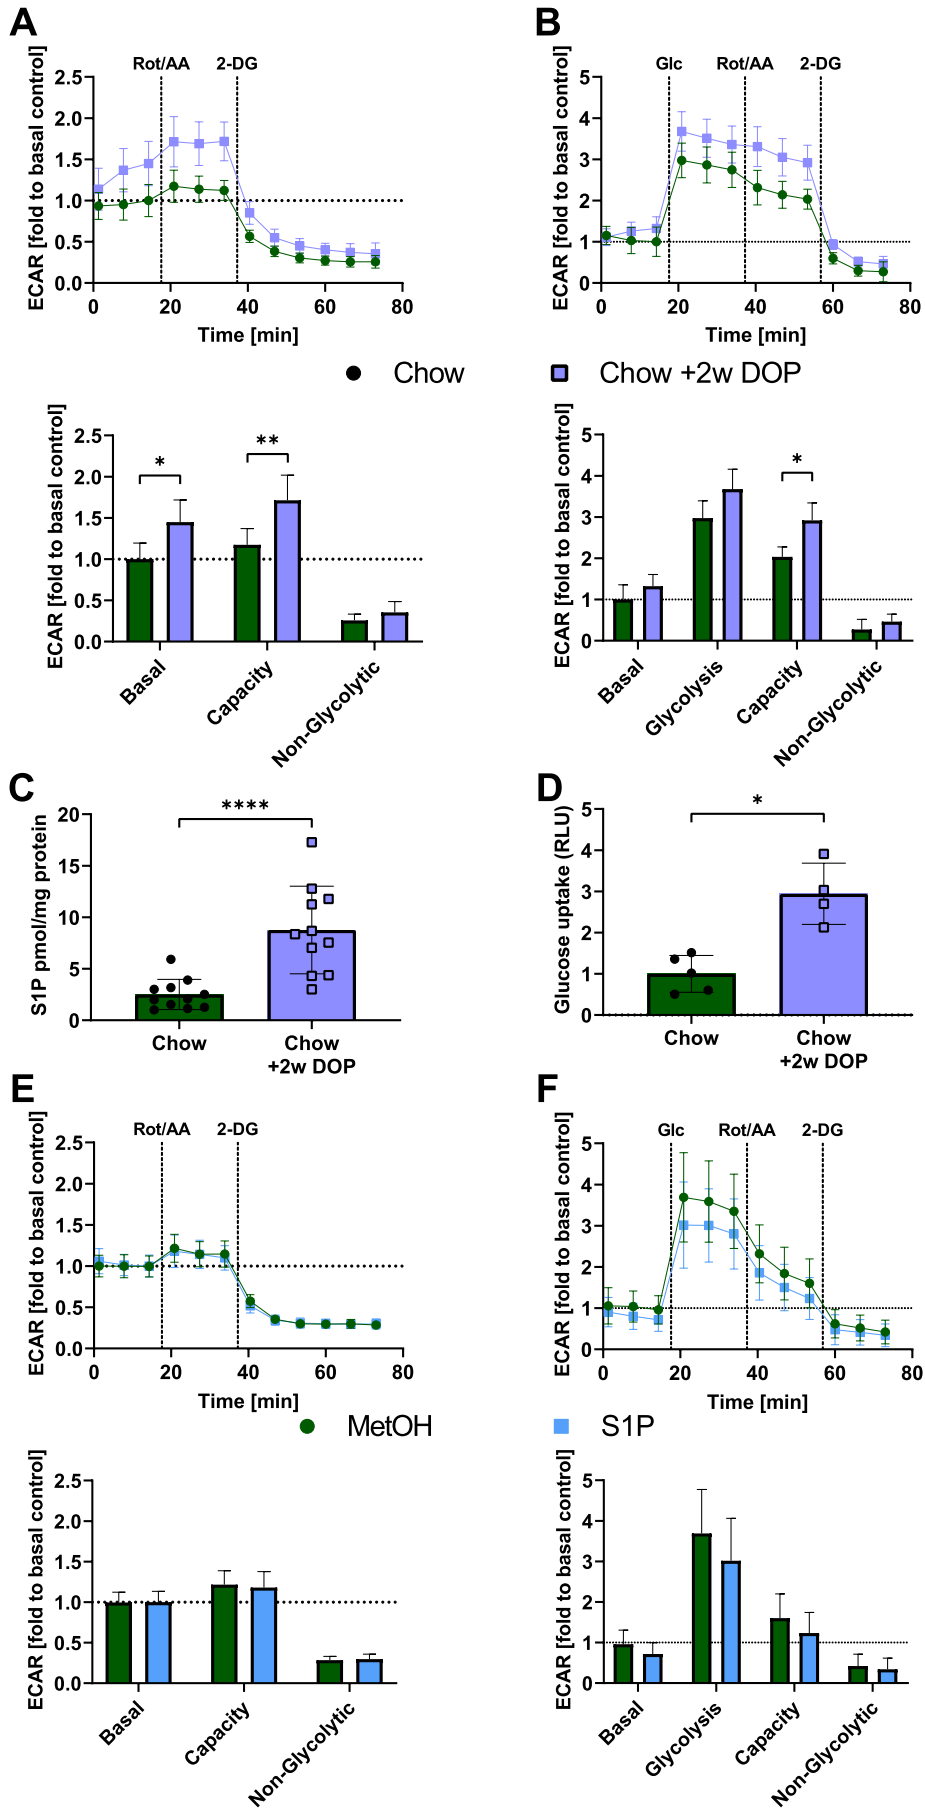 A
ECAR [fold to basal control]
Rot/AA 2-DG
2.5
2.0
1.5
1.0
0.5
0.0
0 20 40 60 80
Time [min]
B
ECAR [fold to basal control]
Glc Rot/AA 2-DG
5
4
3
2
1
0
0 20 40 60 80
Time [min]
Chow Chow +2w DOP
ECAR [fold to basal control]
2.5
2.0
1.5
1.0
0.5
0.0
* **
Basal
Capacity
Non-Glycolytic
ECAR [fold to basal control]
5
4
3
2
1
0
*
Basal
Glycolysis
Capacity
Non-Glycolytic
C
S1P pmol/mg protein
20
15
10
5
0
****
Chow
Chow
+2w DOP
D
Glucose uptake (RLU)
5
4
3
2
1
0
*
Chow
Chow
+2w DOP
E
ECAR [fold to basal control]
Rot/AA 2-DG
2.5
2.0
1.5
1.0
0.5
0.0
0 20 40 60 80
Time [min]
F
ECAR [fold to basal control]
Glc Rot/AA 2-DG
5
4
3
2
1
0
0 20 40 60 80
Time [min]
MetOH S1P
ECAR [fold to basal control]
2.5
2.0
1.5
1.0
0.5
0.0
Basal
Capacity
Non-Glycolytic
ECAR [fold to basal control]
5
4
3
2
1
0
Basal
Glycolysis
Capacity
Non-Glycolytic